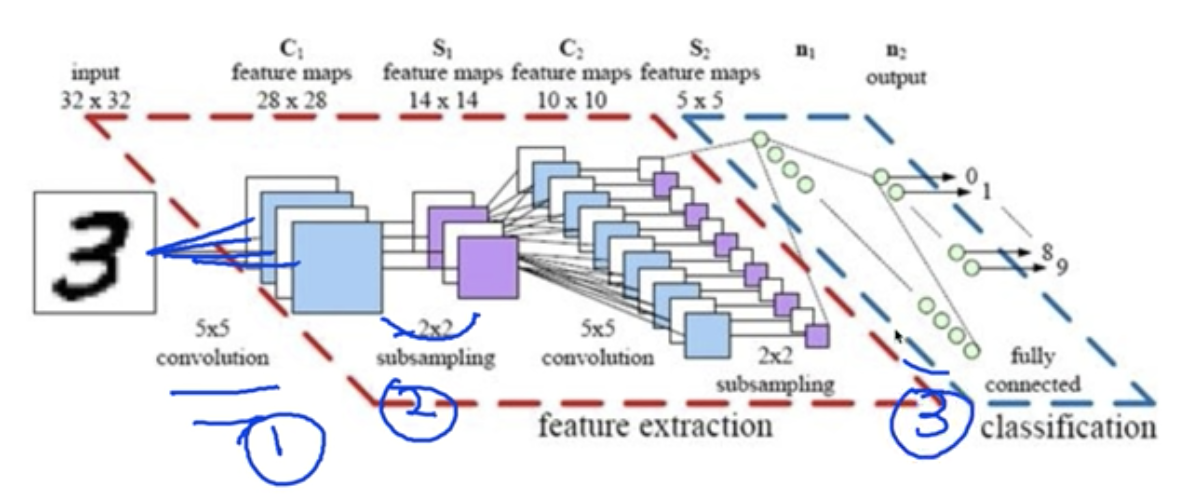 C₁
S₁
C₂
S₂
n₁
n₂
input
feature maps
feature maps
feature maps
feature maps
output
32 x 32
28 x 28
14 x 14
10 x 10
5 x 5
3
0
1
8
9
5x5
convolution
2x2
subsampling
5x5
convolution
2x2
subsampling
fully
connected
1
2
3
feature extraction
classification